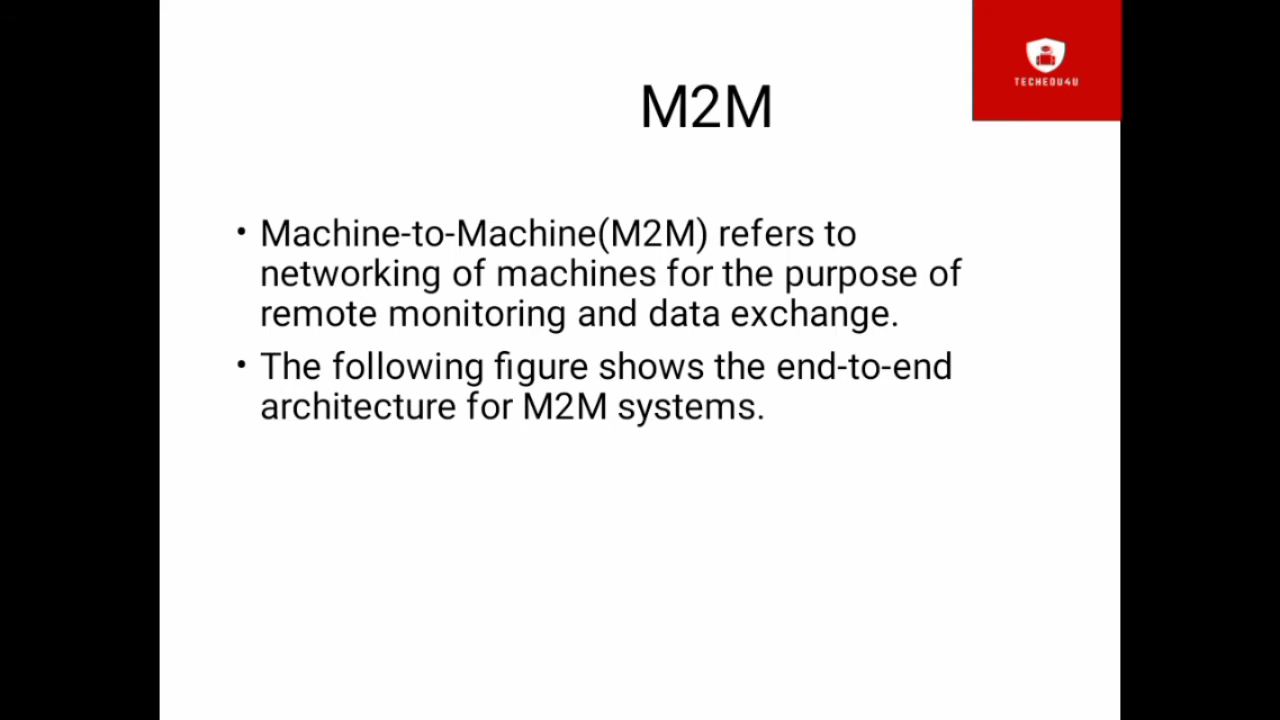 TECHEDU4U
M2M
• Machine-to-Machine(M2M) refers to
networking of machines for the purpose of
remote monitoring and data exchange.
• The following figure shows the end-to-end
architecture for M2M systems.